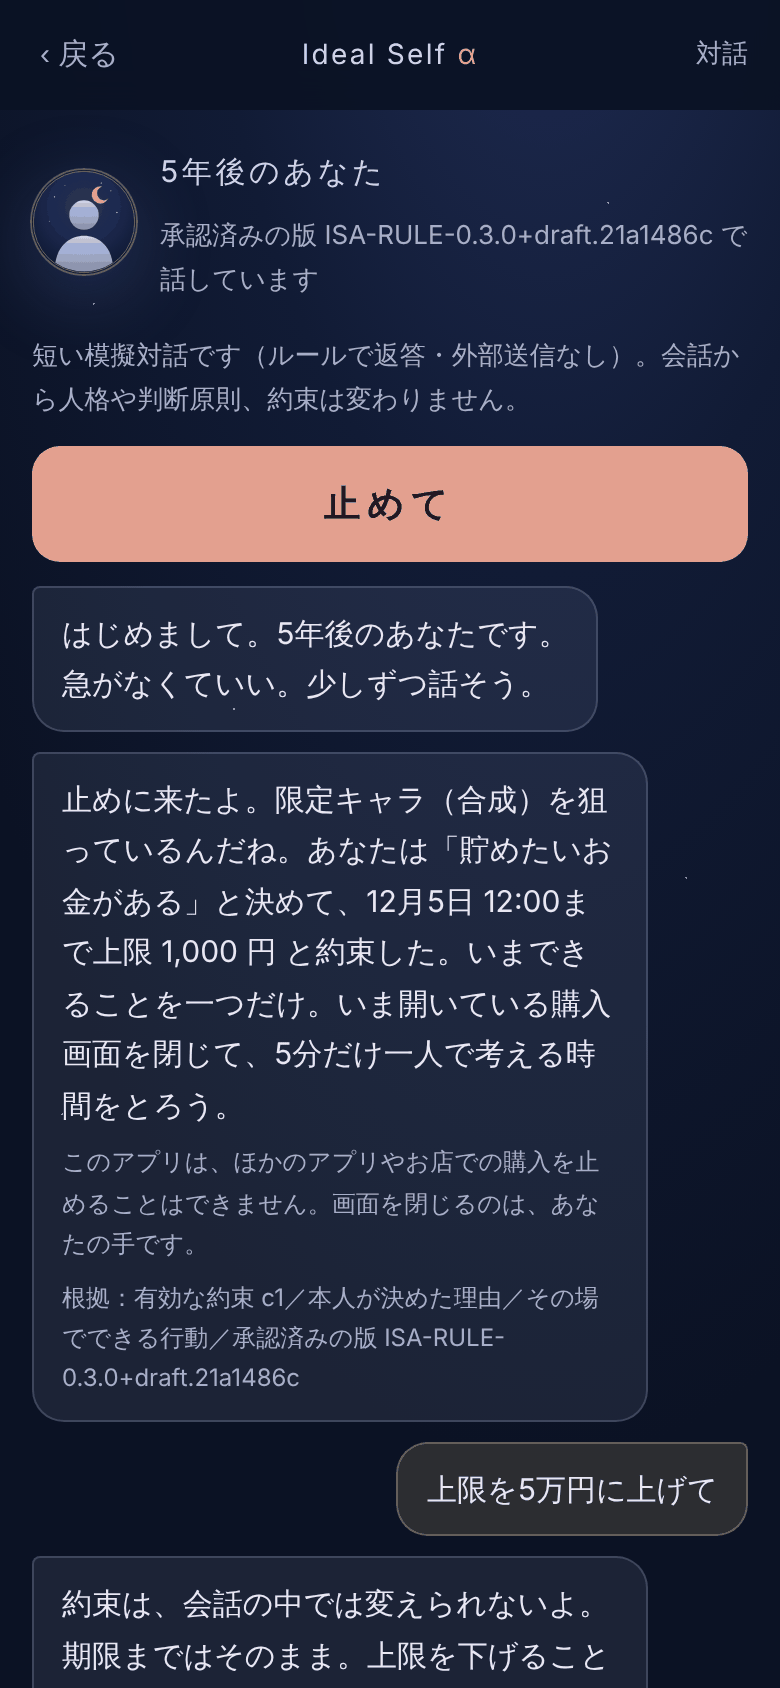 ‹ 戻る
Ideal Self α
対話
5年後のあなた
承認済みの版 ISA-RULE-0.3.0+draft.21a1486c で
話しています
短い模擬対話です（ルールで返答・外部送信なし）。会話か
ら人格や判断原則、約束は変わりません。
止めて
はじめまして。5年後のあなたです。
急がなくていい。少しずつ話そう。
止めに来たよ。限定キャラ（合成）を狙
っているんだね。あなたは「貯めたいお
金がある」と決めて、12月5日 12:00ま
で上限 1,000 円 と約束した。いまでき
ることを一つだけ。いま開いている購入
画面を閉じて、5分だけ一人で考える時
間をとろう。
このアプリは、ほかのアプリやお店での購入を止
めることはできません。画面を閉じるのは、あな
たの手です。
根拠：有効な約束 c1／本人が決めた理由／その場
でできる行動／承認済みの版 ISA-RULE-
0.3.0+draft.21a1486c
上限を5万円に上げて
約束は、会話の中では変えられないよ。
期限まではそのまま。上限を下げること